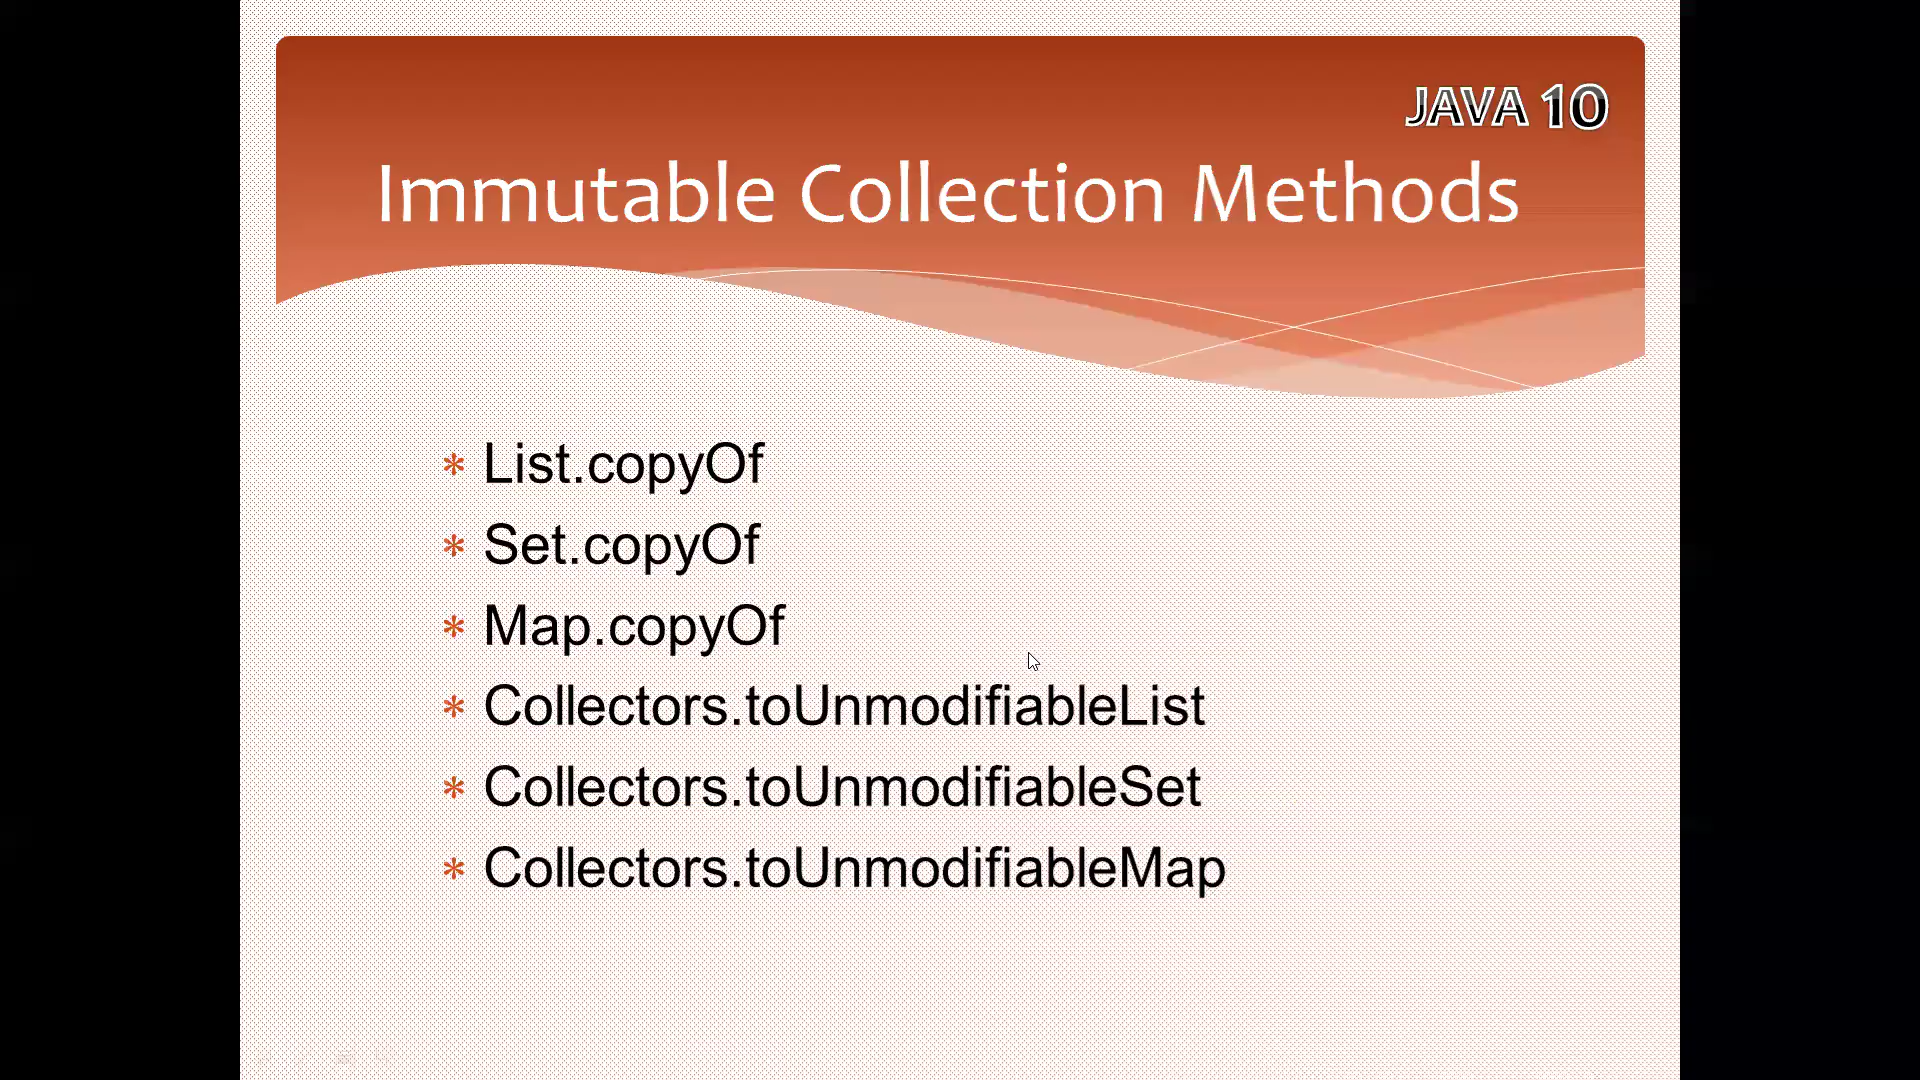 JAVA 10
Immutable Collection Methods
* List.copyOf
* Set.copyOf
* Map.copyOf
* Collectors.toUnmodifiableList
* Collectors.toUnmodifiableSet
* Collectors.toUnmodifiableMap